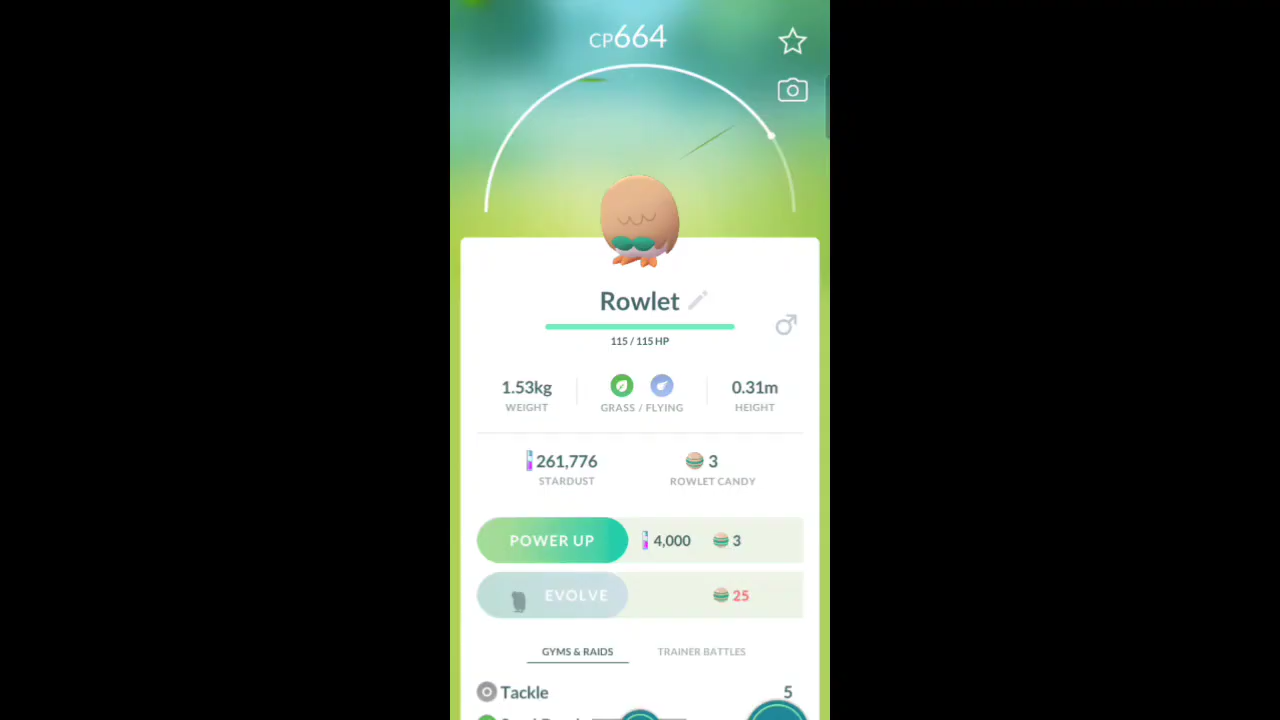 CP664
Rowlet
115 / 115 HP
1.53kg
WEIGHT
GRASS / FLYING
0.31m
HEIGHT
261,776
STARDUST
3
ROWLET CANDY
POWER UP 4,000 3
EVOLVE 25
GYMS & RAIDS TRAINER BATTLES
Tackle 5